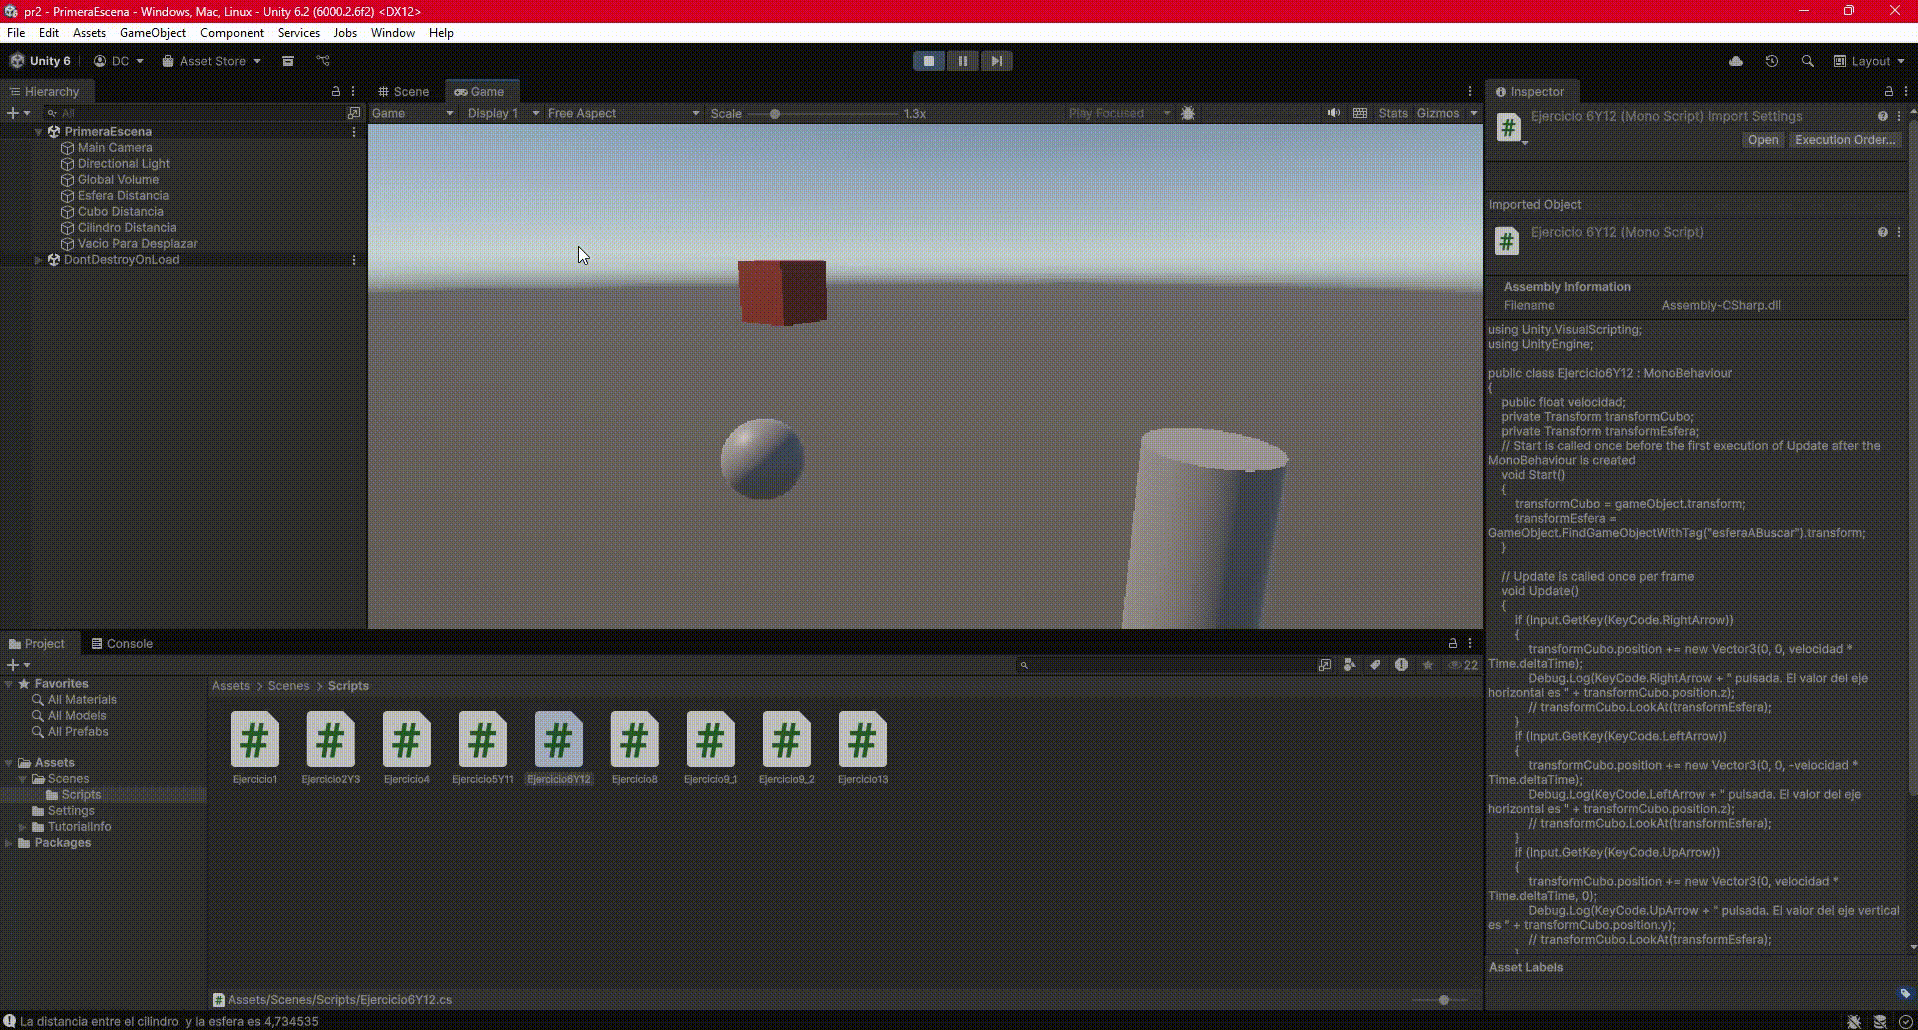 pr2 - PrimeraEscena - Windows, Mac, Linux - Unity 6.2 (6000.2.6f2) <DX12>
File Edit Assets GameObject Component Services Jobs Window Help
Unity 6 DC Asset Store Layout
Hierarchy
All
PrimeraEscena
Main Camera
Directional Light
Global Volume
Esfera Distancia
Cubo Distancia
Cilindro Distancia
Vacio Para Desplazar
DontDestroyOnLoad
Scene Game
Game Display 1 Free Aspect Scale 1.3x Play Focused Stats Gizmos
Inspector
Ejercicio 6Y12 (Mono Script) Import Settings
Open Execution Order...
Imported Object
Ejercicio 6Y12 (Mono Script)
Assembly Information
Filename Assembly-CSharp.dll
using Unity.VisualScripting;
using UnityEngine;
public class Ejercicio6Y12 : MonoBehaviour
{
public float velocidad;
private Transform transformCubo;
private Transform transformEsfera;
// Start is called once before the first execution of Update after the
MonoBehaviour is created
void Start()
{
transformCubo = gameObject.transform;
transformEsfera =
GameObject.FindGameObjectWithTag("esferaABuscar").transform;
}
// Update is called once per frame
void Update()
{
if (Input.GetKey(KeyCode.RightArrow))
{
transformCubo.position += new Vector3(0, 0, velocidad *
Time.deltaTime);
Debug.Log(KeyCode.RightArrow + " pulsada. El valor del eje
horizontal es " + transformCubo.position.z);
// transformCubo.LookAt(transformEsfera);
}
if (Input.GetKey(KeyCode.LeftArrow))
{
transformCubo.position += new Vector3(0, 0, -velocidad *
Time.deltaTime);
Debug.Log(KeyCode.LeftArrow + " pulsada. El valor del eje
horizontal es " + transformCubo.position.z);
// transformCubo.LookAt(transformEsfera);
}
if (Input.GetKey(KeyCode.UpArrow))
{
transformCubo.position += new Vector3(0, velocidad *
Time.deltaTime, 0);
Debug.Log(KeyCode.UpArrow + " pulsada. El valor del eje vertical
es " + transformCubo.position.y);
// transformCubo.LookAt(transformEsfera);
}
Asset Labels
Project Console
22
Favorites
All Materials
All Models
All Prefabs
Assets
Scenes
Scripts
Settings
TutorialInfo
Packages
Assets > Scenes > Scripts
Ejercicio1 Ejercicio2Y3 Ejercicio4 Ejercicio5Y11 Ejercicio6Y12 Ejercicio8 Ejercicio9_1 Ejercicio9_2 Ejercicio13
Assets/Scenes/Scripts/Ejercicio6Y12.cs
La distancia entre el cilindro y la esfera es 4,734535